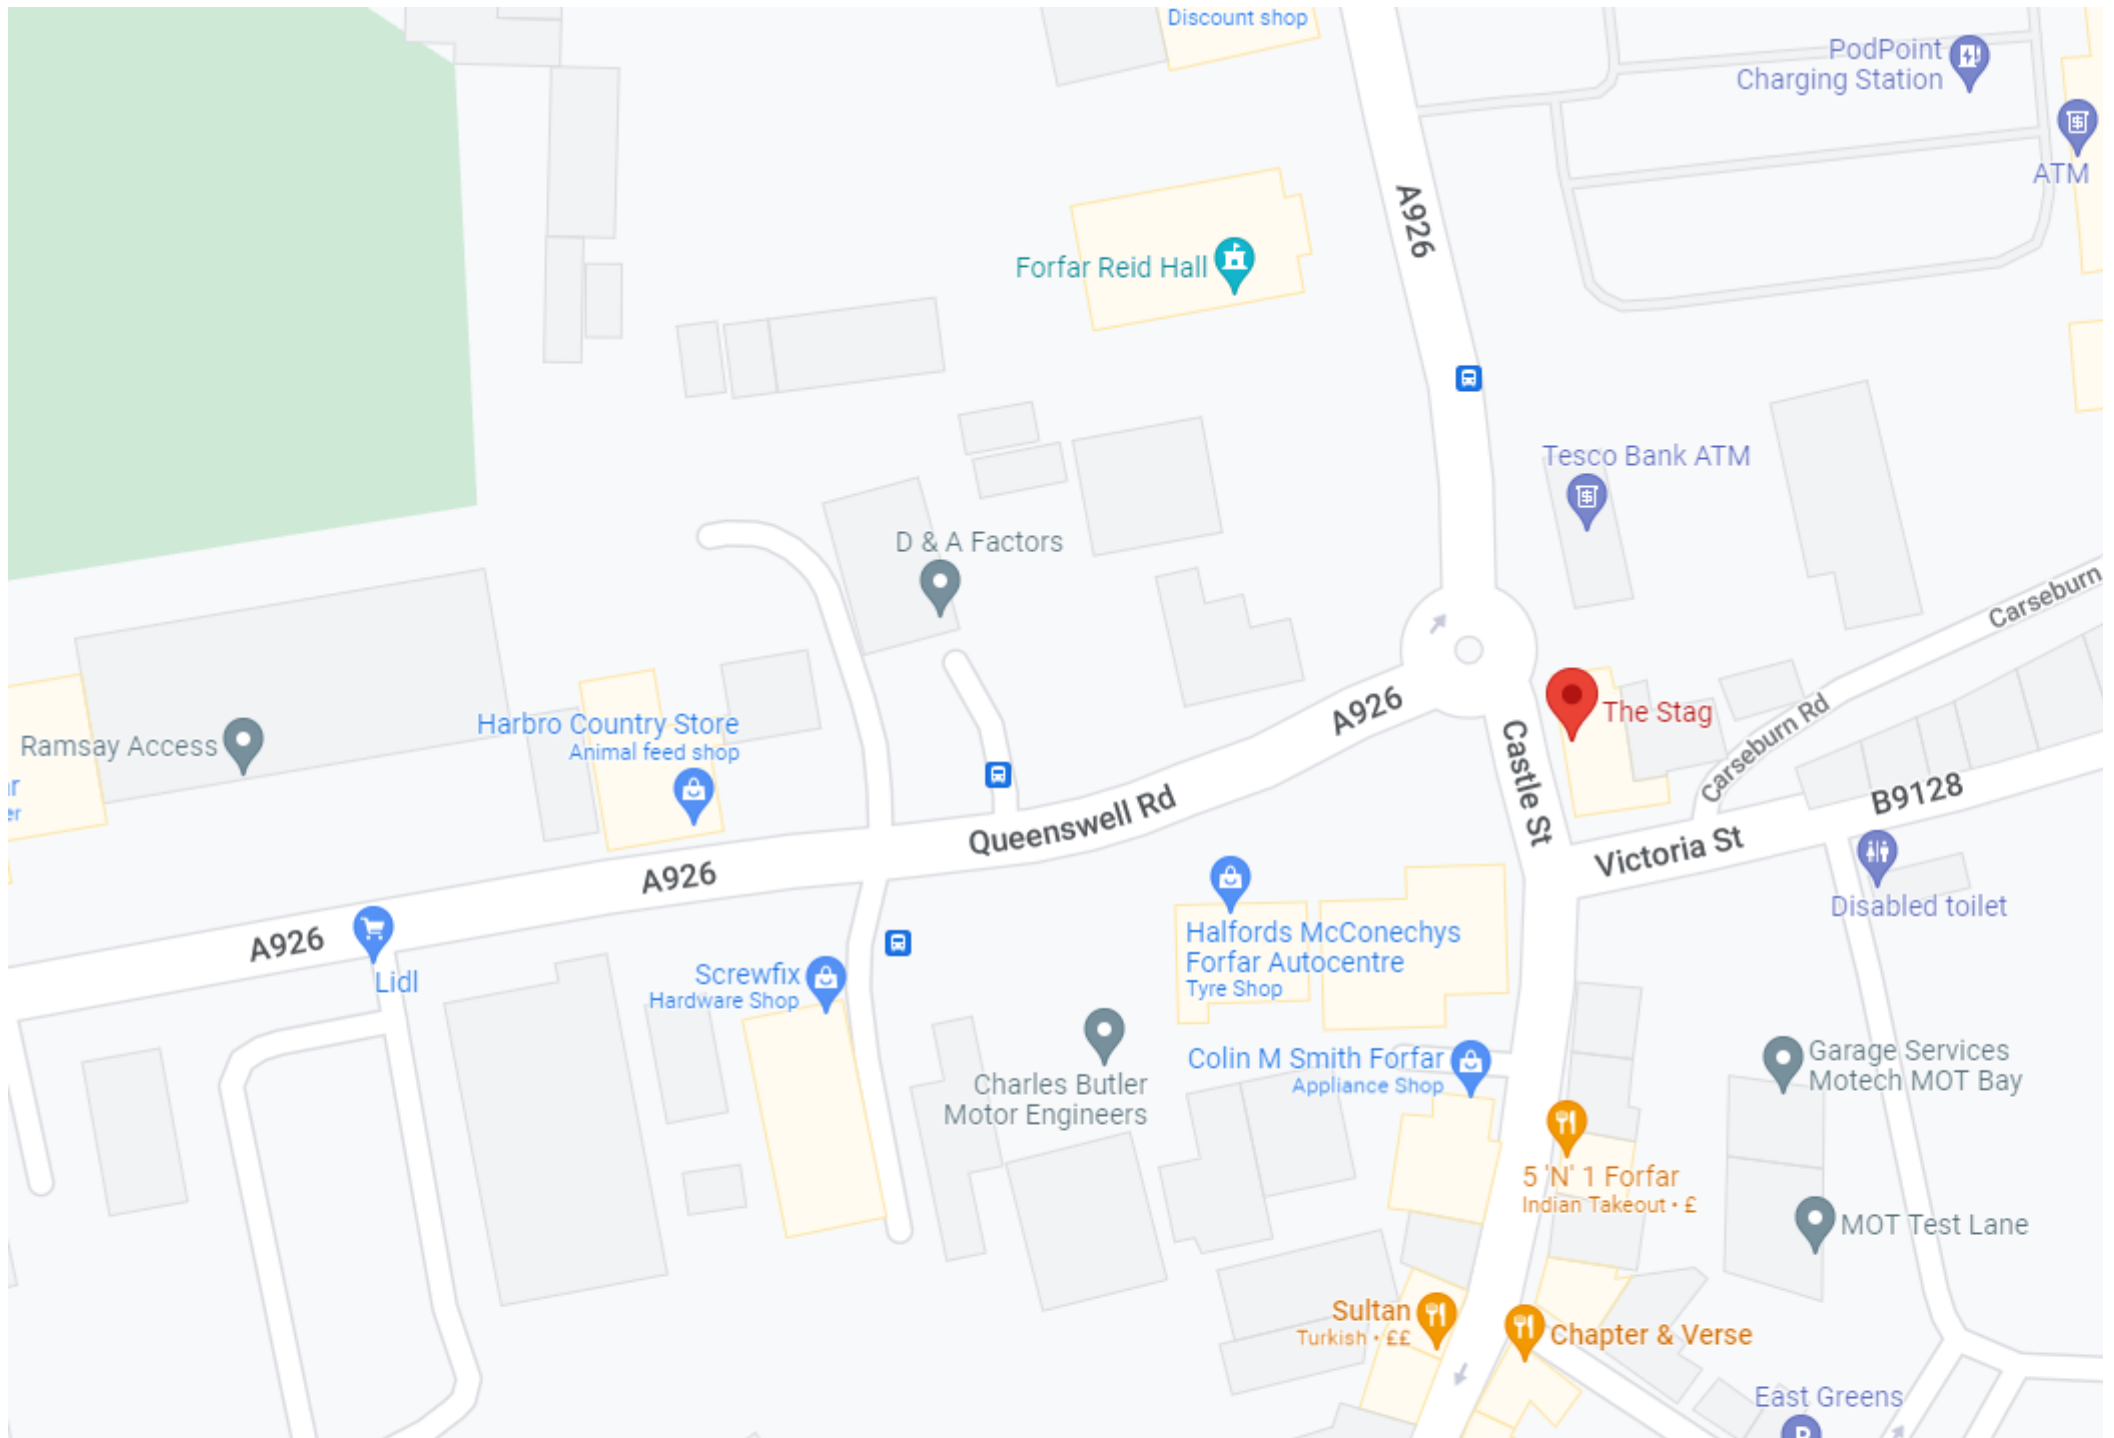 Discount shop
PodPoint
Charging Station
ATM
A926
Forfar Reid Hall
Tesco Bank ATM
D & A Factors
Carseburn
The Stag
A926
Castle St
Carseburn Rd
Harbro Country Store
Animal feed shop
Ramsay Access
B9128
Queenswell Rd
Victoria St
A926
Disabled toilet
A926
Lidl
Halfords McConechys
Forfar Autocentre
Tyre Shop
Screwfix
Hardware Shop
Colin M Smith Forfar
Appliance Shop
Garage Services
Motech MOT Bay
Charles Butler
Motor Engineers
5 'N' 1 Forfar
Indian Takeout • £
MOT Test Lane
Sultan
Turkish • ££
Chapter & Verse
East Greens
P